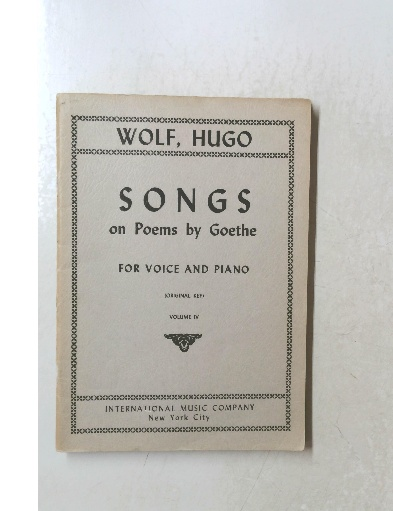 WOLF, HUGO
SONGS
on Poems by Goethe
FOR VOICE AND PIANO
(ORIGINAL KEY)
VOLUME IV
INTERNATIONAL MUSIC COMPANY
New York City